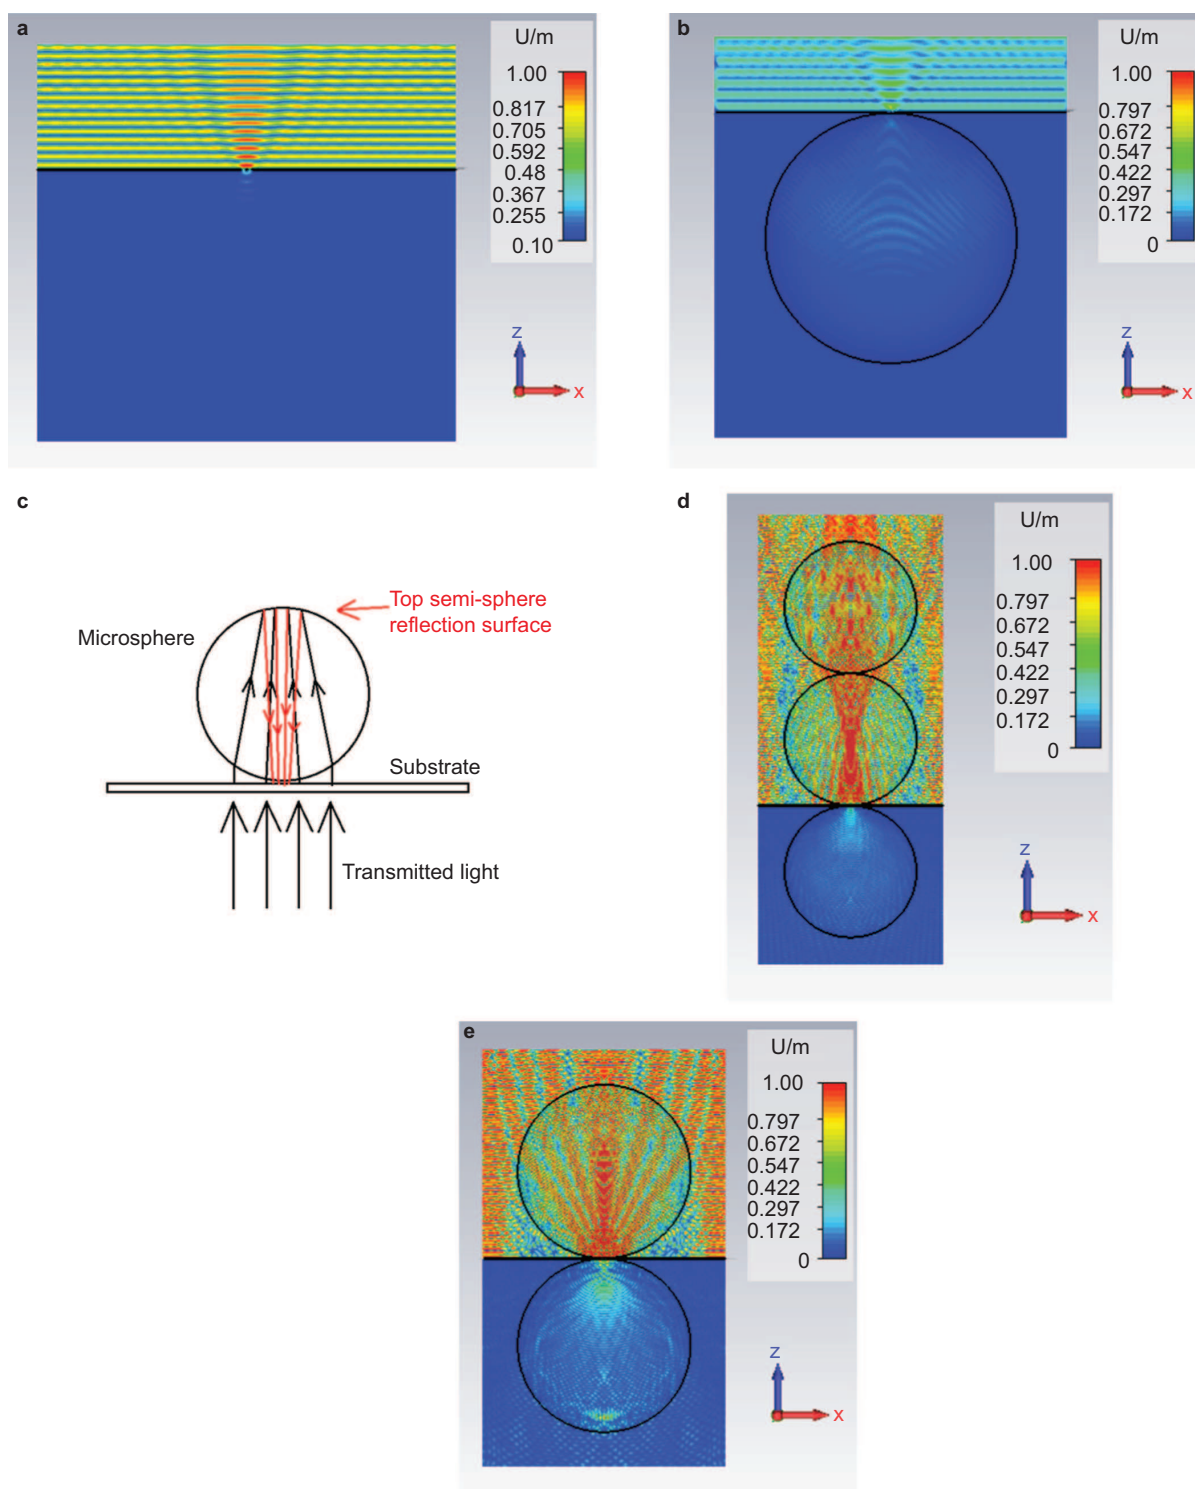 a
U/m
1.00
0.817
0.705
0.592
0.48
0.367
0.255
0.10
z
x
b
U/m
1.00
0.797
0.672
0.547
0.422
0.297
0.172
0
z
x
c
Top semi-sphere
reflection surface
Microsphere
Substrate
Transmitted light
d
U/m
1.00
0.797
0.672
0.547
0.422
0.297
0.172
0
z
x
e
U/m
1.00
0.797
0.672
0.547
0.422
0.297
0.172
0
z
x